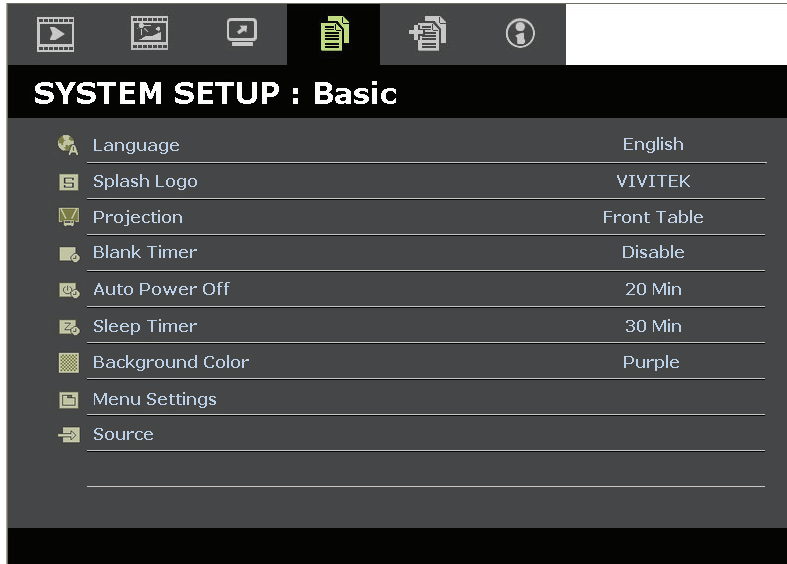 SYSTEM SETUP : Basic
Language English
Splash Logo VIVITEK
Projection Front Table
Blank Timer Disable
Auto Power Off 20 Min
Sleep Timer 30 Min
Background Color Purple
Menu Settings
Source